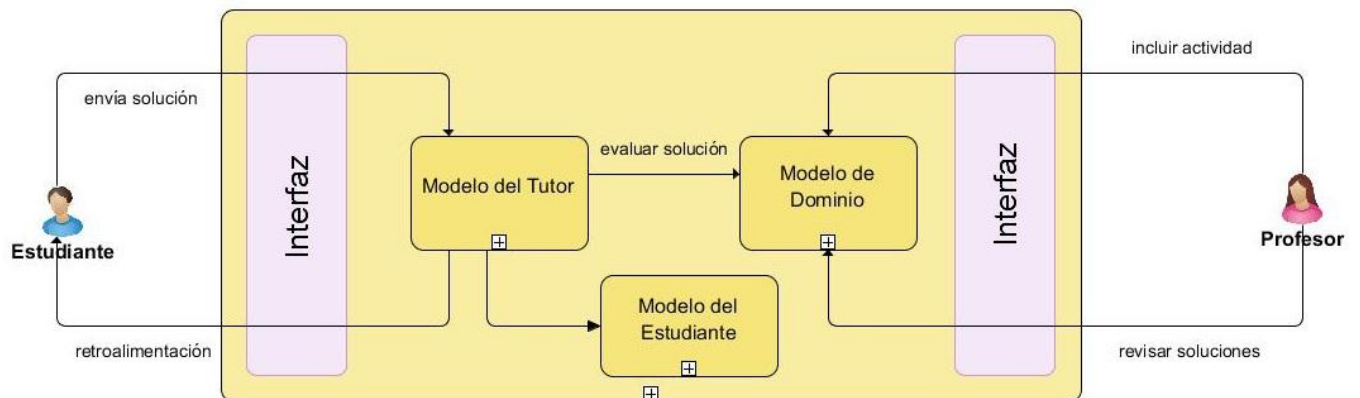 incluir actividad
envía solución
Interfaz
Interfaz
evaluar solución
Modelo del Tutor
Modelo de
Dominio
Estudiante
Profesor
Modelo del
Estudiante
retroalimentación
revisar soluciones